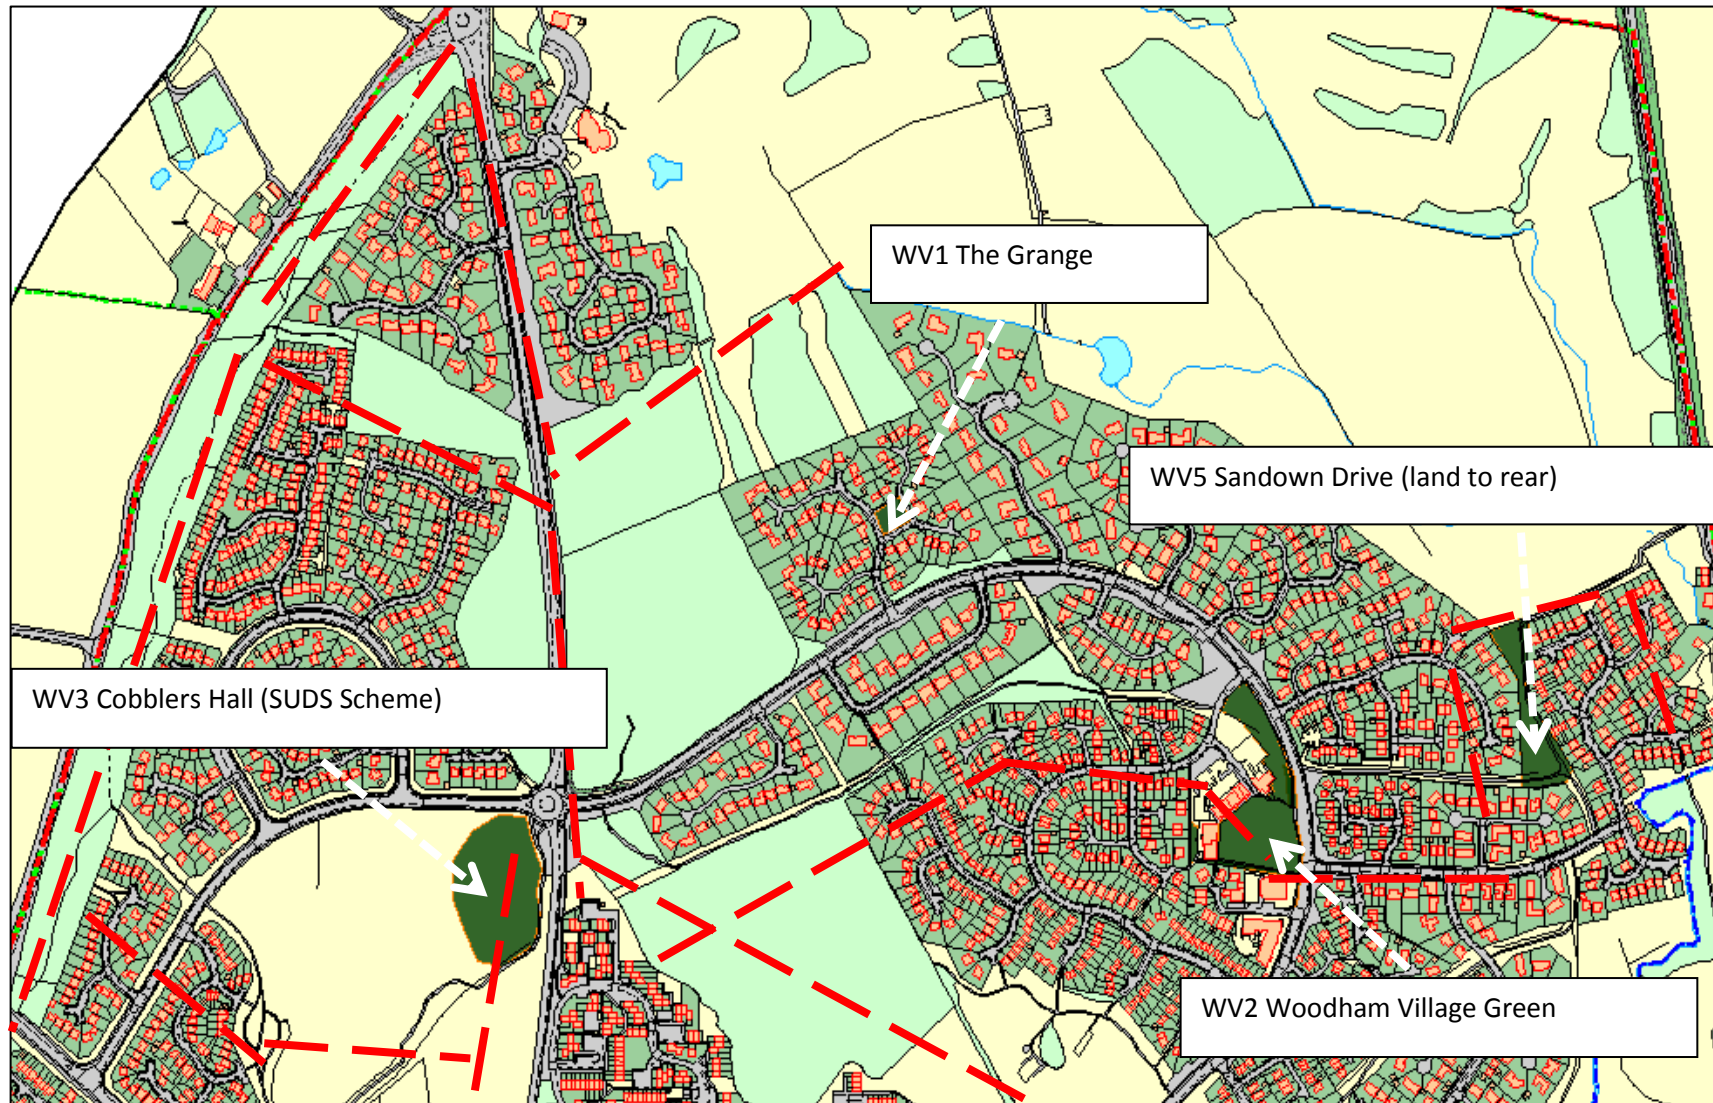 WV1 The Grange
WV5 Sandown Drive (land to rear)
WV3 Cobblers Hall (SUDS Scheme)
WV2 Woodham Village Green